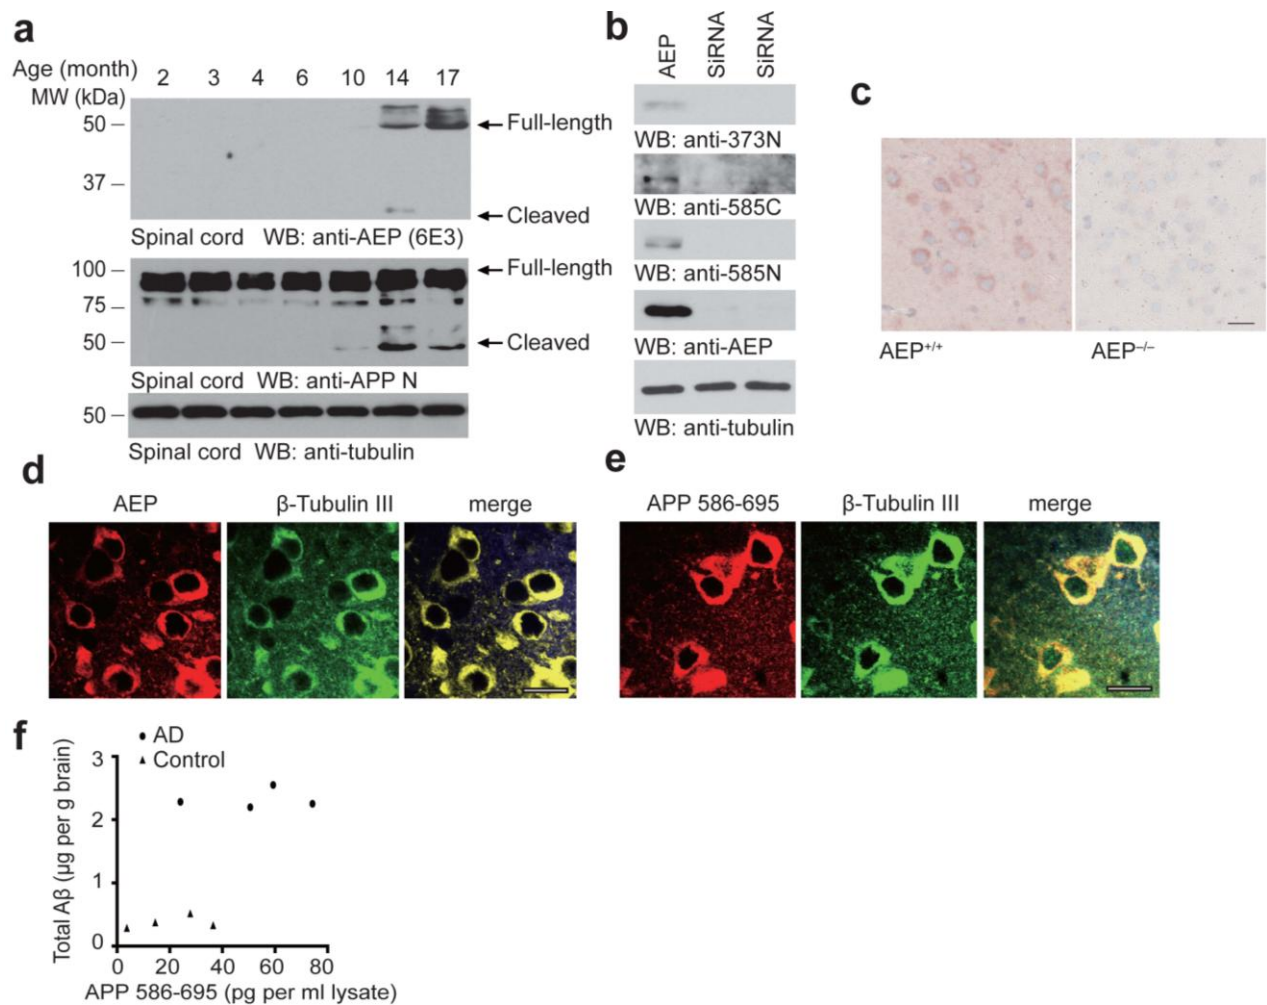 a
Age (month) 2 3 4 6 10 14 17
MW (kDa)
50
Full-length
37
Cleaved
Spinal cord WB: anti-AEP (6E3)
100
Full-length
75
50
Cleaved
Spinal cord WB: anti-APP N
50
Spinal cord WB: anti-tubulin
b
AEP
SiRNA
SiRNA
WB: anti-373N
WB: anti-585C
WB: anti-585N
WB: anti-AEP
WB: anti-tubulin
c
AEP+/+
AEP–/–
d
AEP β-Tubulin III merge
e
APP 586-695 β-Tubulin III merge
f
AD
Control
Total Aβ (µg per g brain)
3
2
1
0
0 20 40 60 80
APP 586-695 (pg per ml lysate)